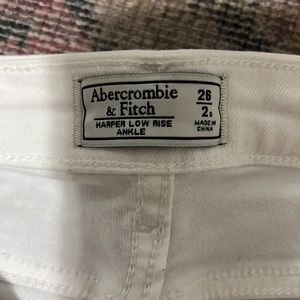 Abercrombie
& Fitch
HARPER LOW RISE
ANKLE
26
2s
MADE IN
CHINA